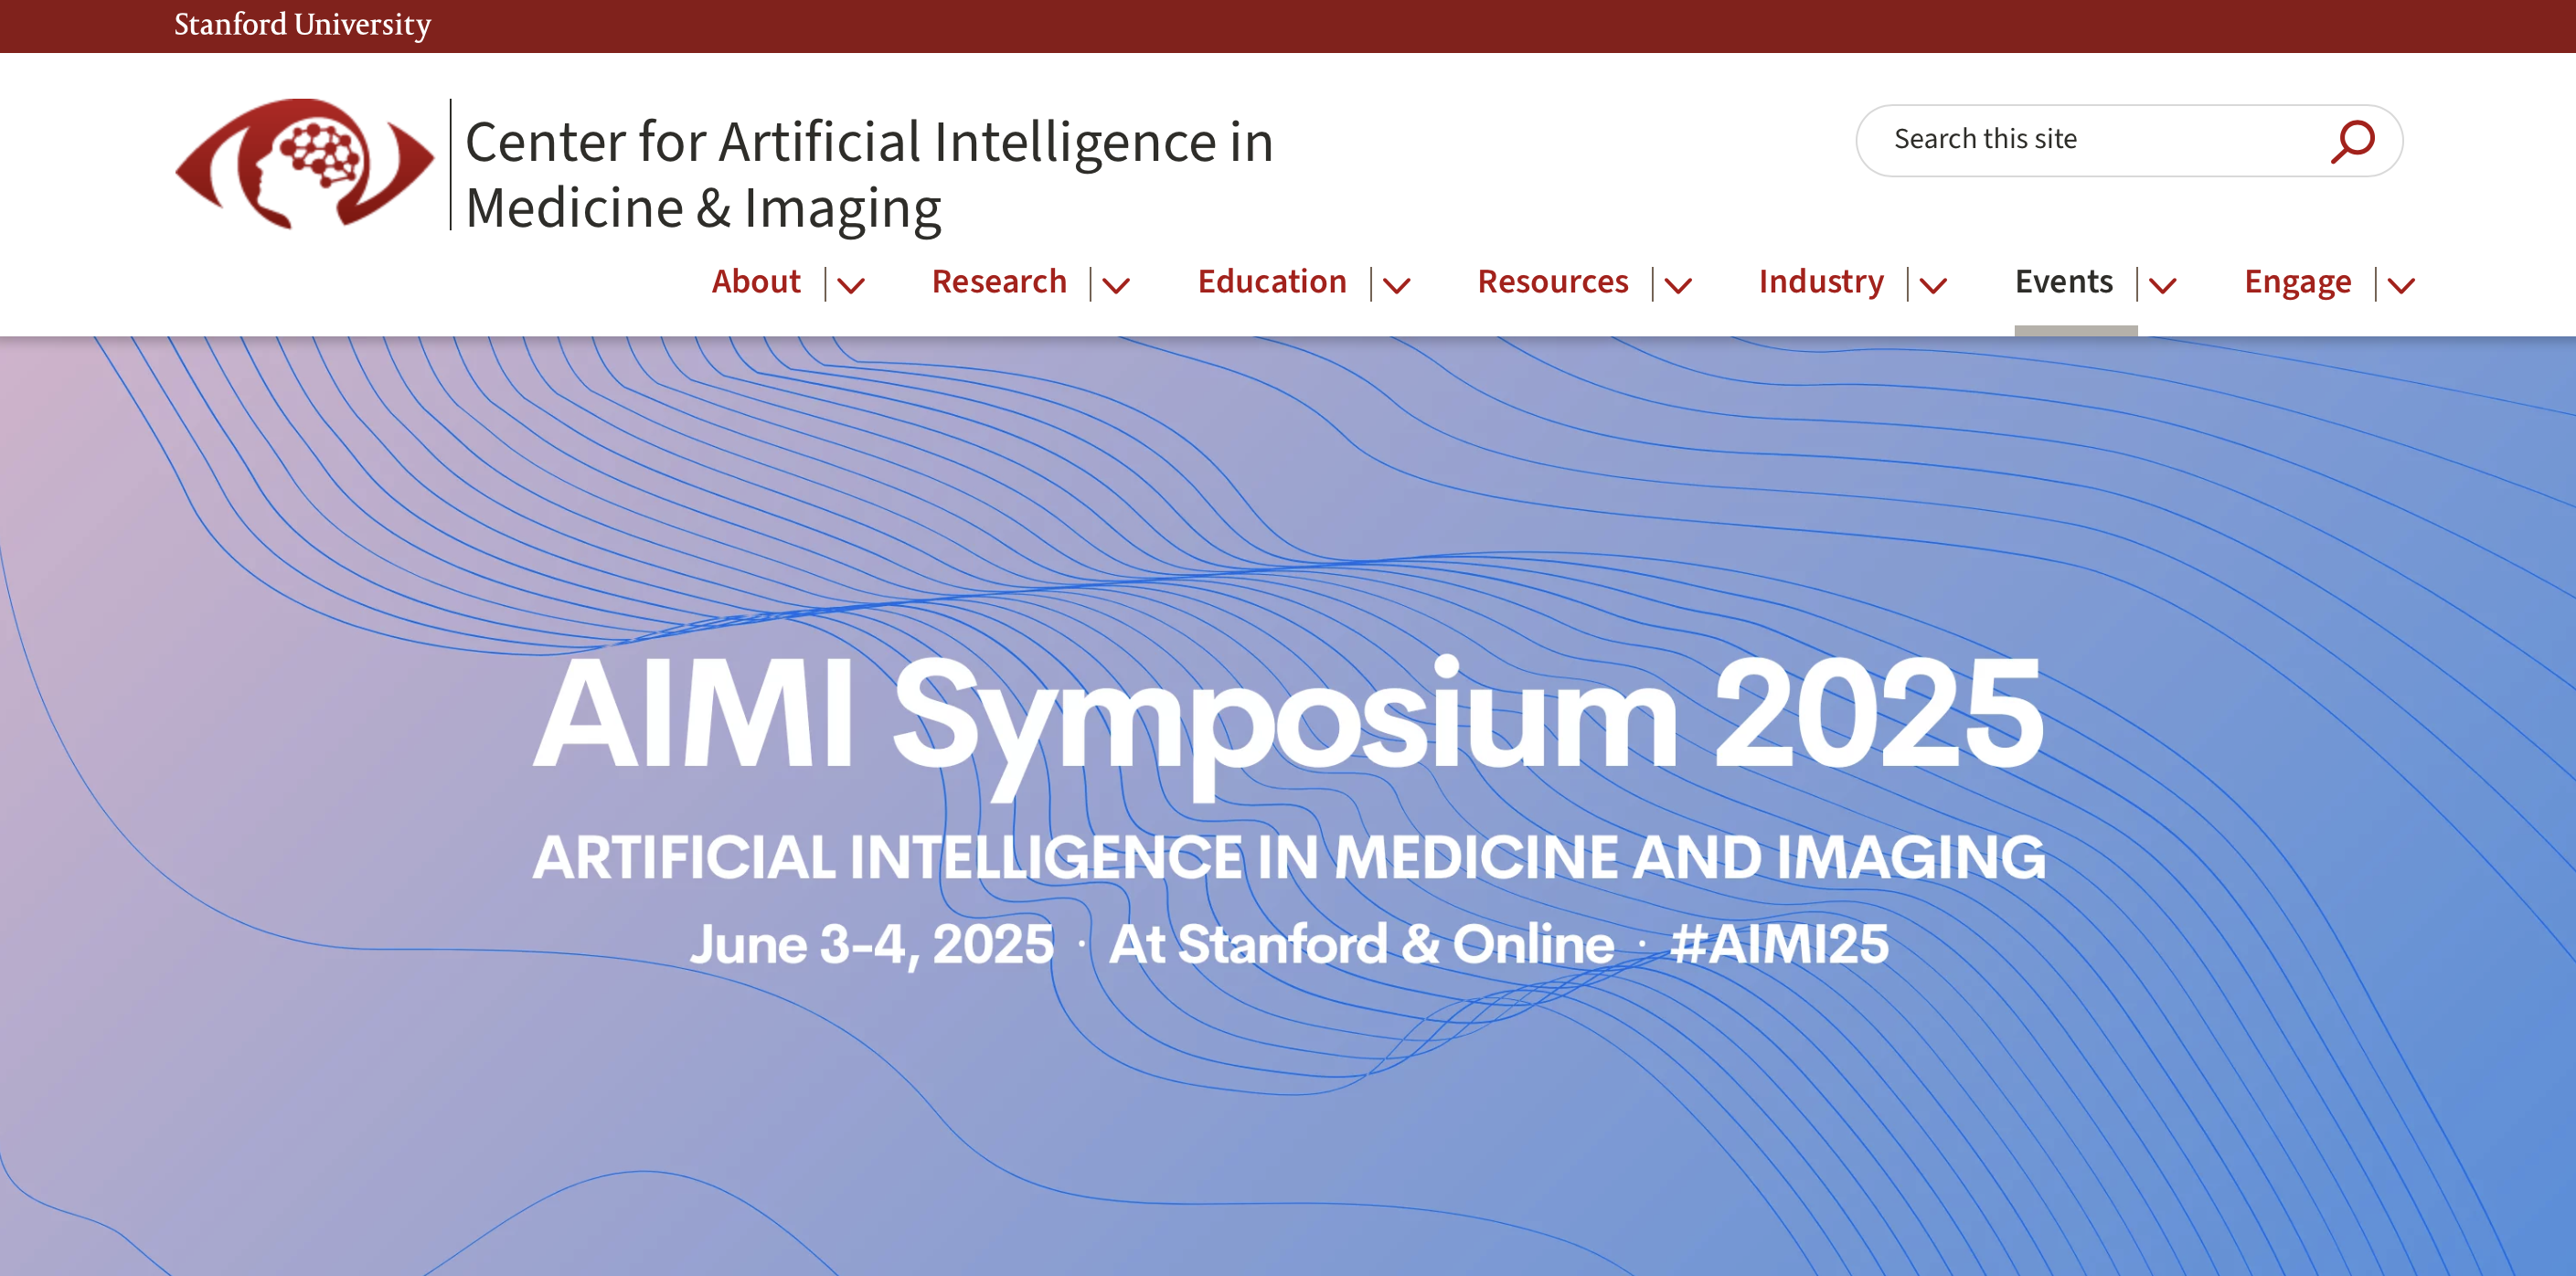 Stanford University
Center for Artificial Intelligence in
Medicine & Imaging
Search this site
About
Research
Education
Resources
Industry
Events
Engage
AIMI Symposium 2025
ARTIFICIAL INTELLIGENCE IN MEDICINE AND IMAGING
June 3-4, 2025 · At Stanford & Online · #AIMI25